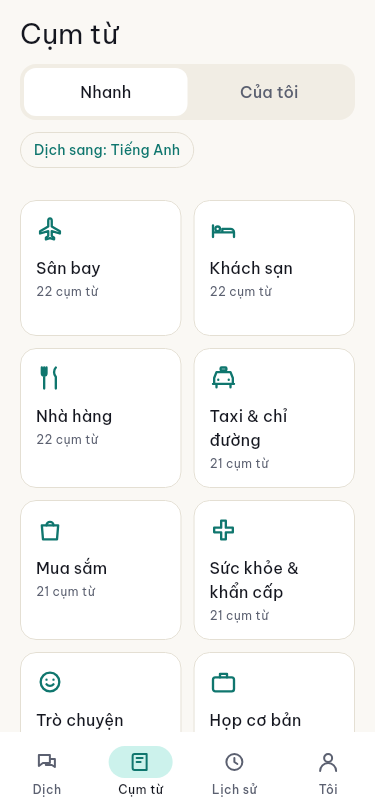 Cụm từ
Nhanh
Của tôi
Dịch sang: Tiếng Anh
Sân bay
22 cụm từ
Khách sạn
22 cụm từ
Nhà hàng
22 cụm từ
Taxi & chỉ
đường
21 cụm từ
Mua sắm
21 cụm từ
Sức khỏe &
khẩn cấp
21 cụm từ
Trò chuyện
Họp cơ bản
Dịch
Cụm từ
Lịch sử
Tôi